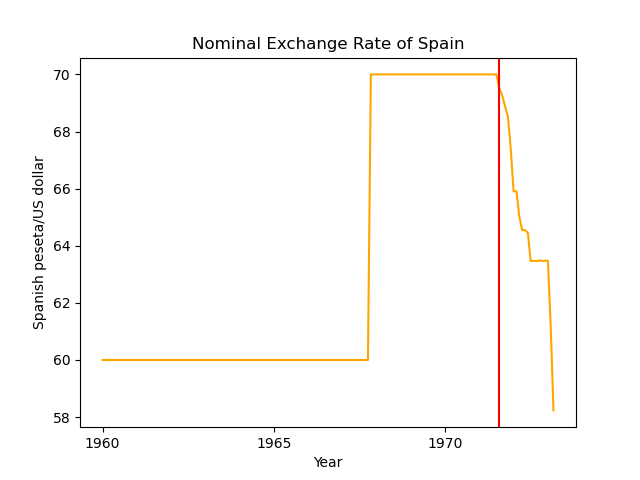 Nominal Exchange Rate of Spain
70
68
66
64
62
60
58
Spanish peseta/US dollar
1960 1965 1970
Year